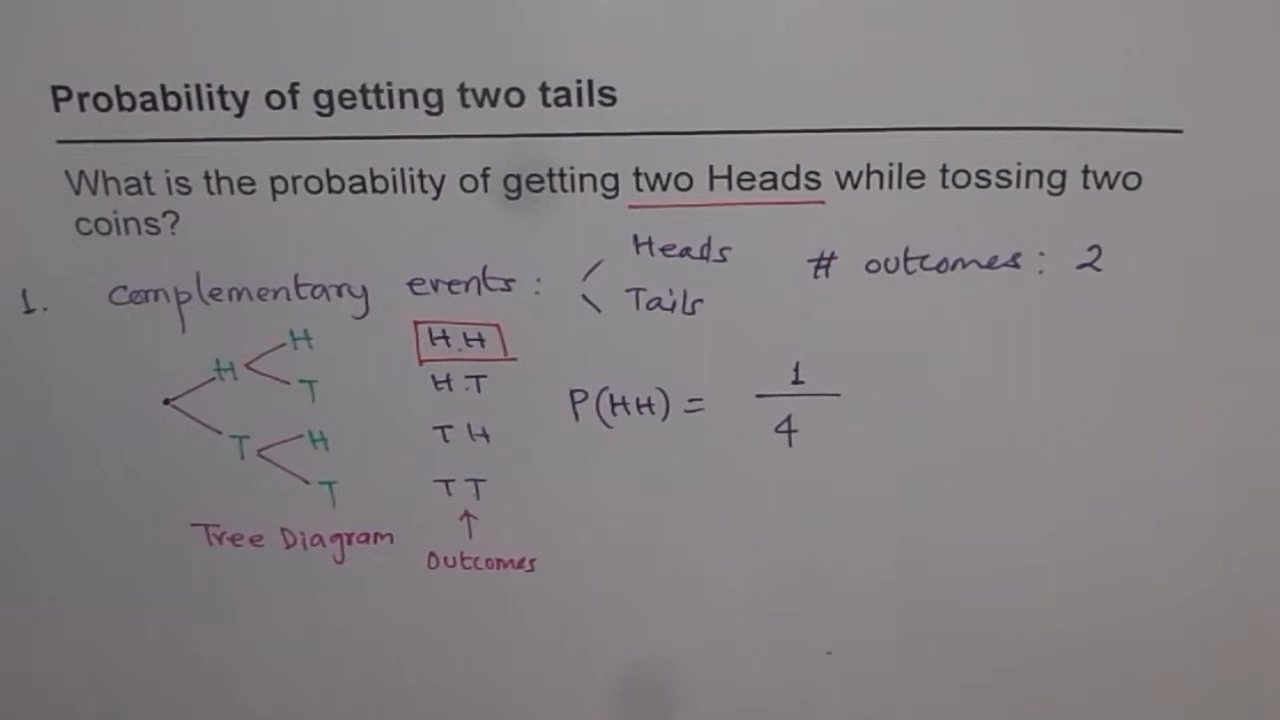 Probability of getting two tails
What is the probability of getting two Heads while tossing two
coins?
1. Complementary events : Heads # outcomes : 2
Tails
H H.H
H T H.T P(HH) = 1/4
T H T H
T T T
Tree Diagram Outcomes